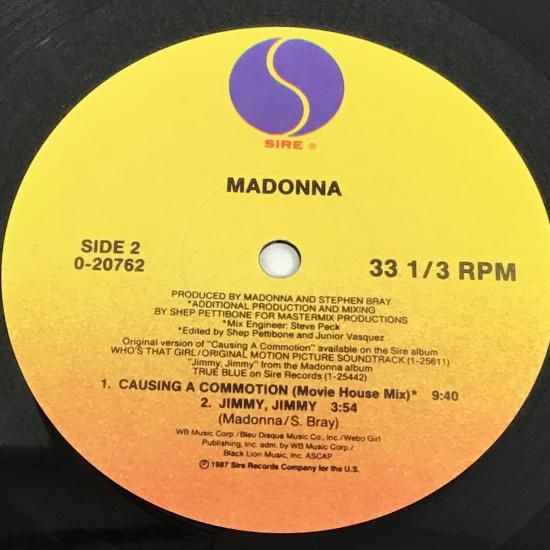 SIRE ®
MADONNA
SIDE 2
0-20762
33 1/3 RPM
PRODUCED BY MADONNA AND STEPHEN BRAY
*ADDITIONAL PRODUCTION AND MIXING
BY SHEP PETTIBONE FOR MASTERMIX PRODUCTIONS
*Mix Engineer: Steve Peck
*Edited by Shep Pettibone and Junior Vasquez
Original version of "Causing A Commotion" available on the Sire album
WHO'S THAT GIRL/ORIGINAL MOTION PICTURE SOUNDTRACK (1-25611)
"Jimmy, Jimmy" from the Madonna album
TRUE BLUE on Sire Records (1-25442)
1. CAUSING A COMMOTION (Movie House Mix)* 9:40
2. JIMMY, JIMMY 3:54
(Madonna/S. Bray)
WB Music Corp./Bleu Disque Music Co., Inc./Webo Girl
Publishing, Inc. adm. by WB Music Corp./
Black Lion Music, Inc. ASCAP
℗1987 Sire Records Company for the U.S.